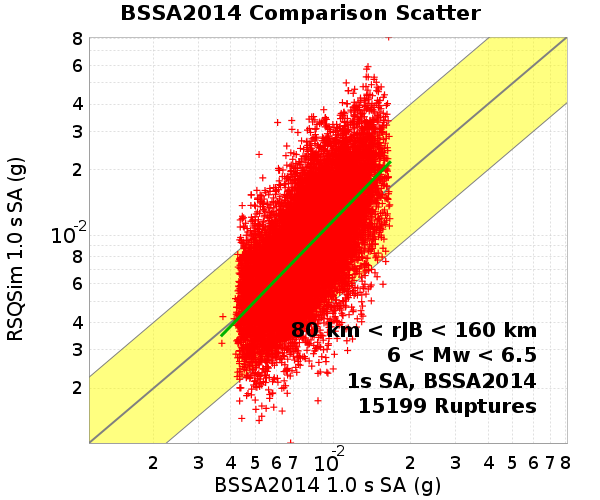 BSSA2014 Comparison Scatter
RSQSim 1.0 s SA (g)
8
6
4
3
2
10-2
8
6
4
3
2
80 km < rJB < 160 km
6 < Mw < 6.5
1s SA, BSSA2014
15199 Ruptures
2 3 4 5 6 7 10-2 2 3 4 5 6 7 8
BSSA2014 1.0 s SA (g)